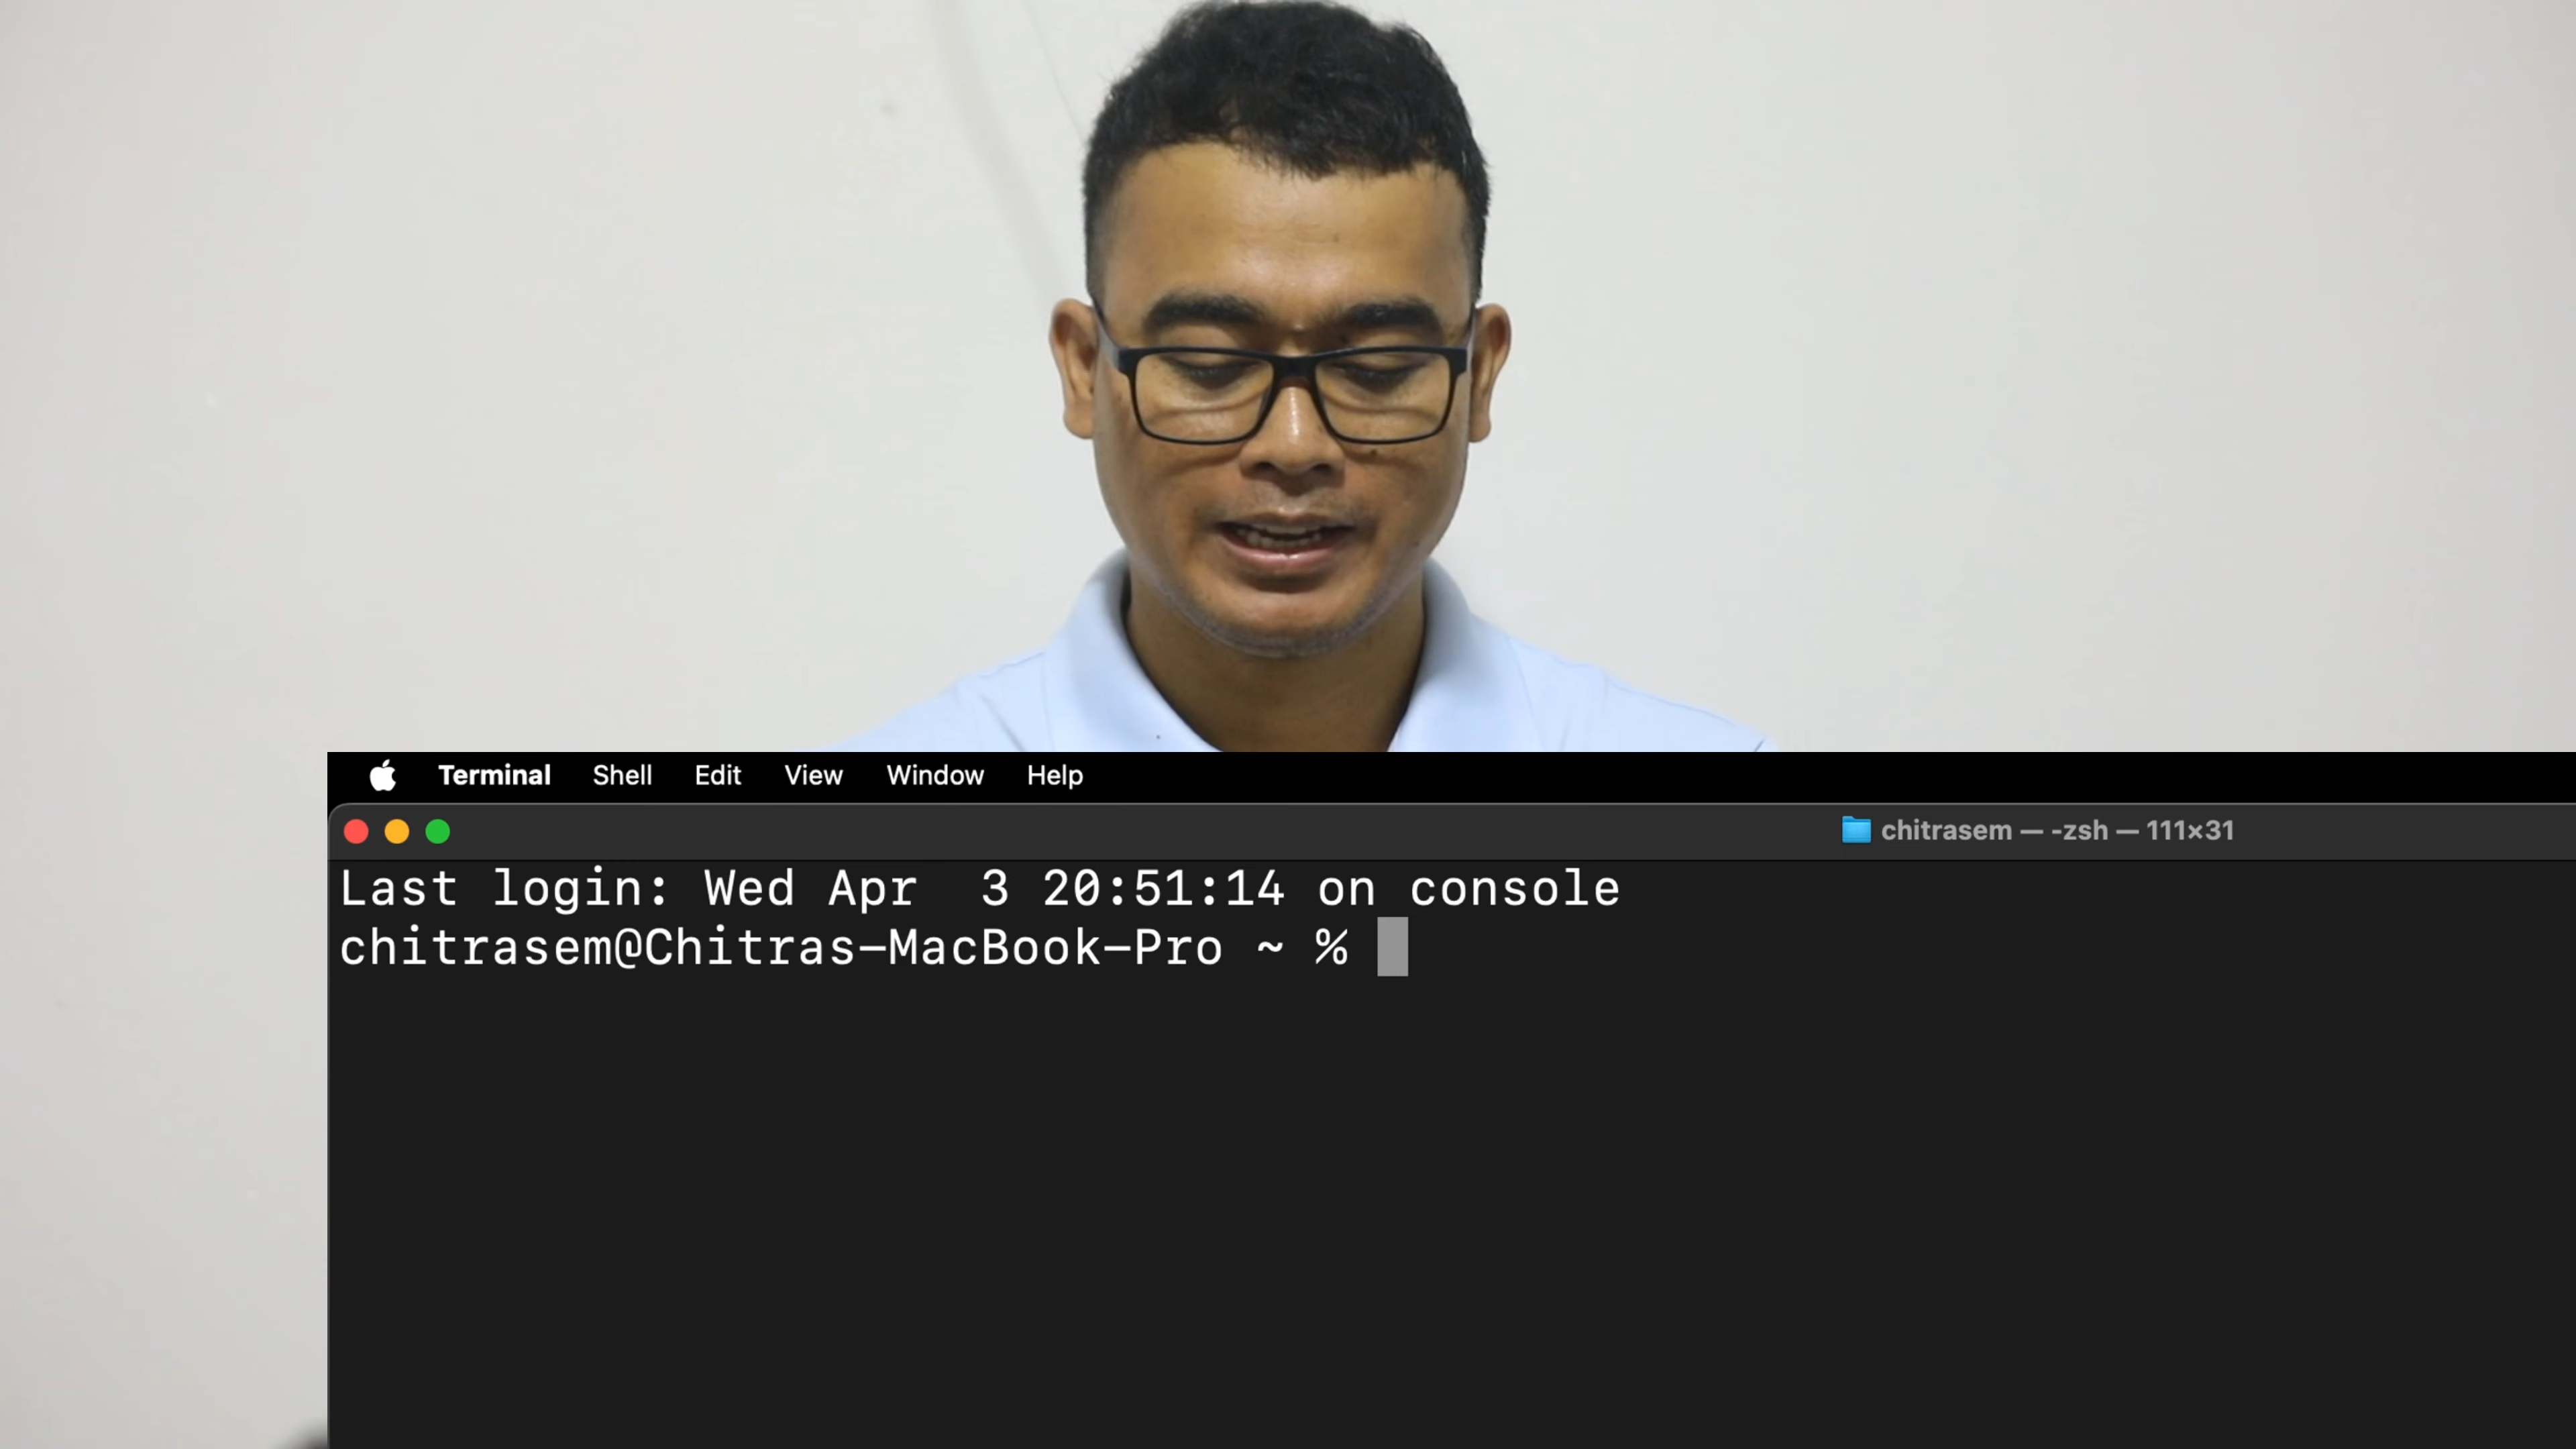 Terminal Shell Edit View Window Help
chitrasem — -zsh — 111×31
Last login: Wed Apr  3 20:51:14 on console
chitrasem@Chitras-MacBook-Pro ~ %